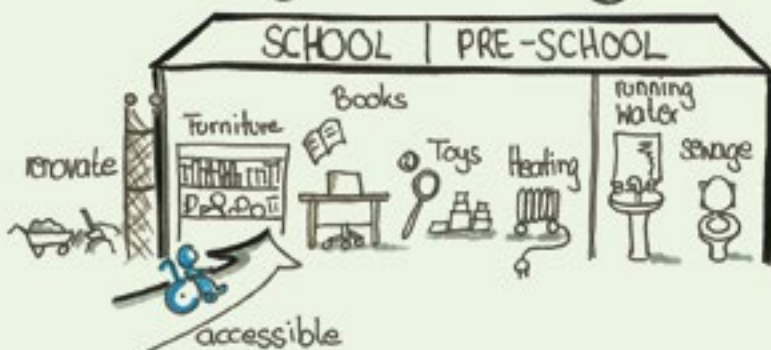 SCHOOL | PRE-SCHOOL
Books
running
water
Furniture
Toys
Heating
sewage
renovate
accessible